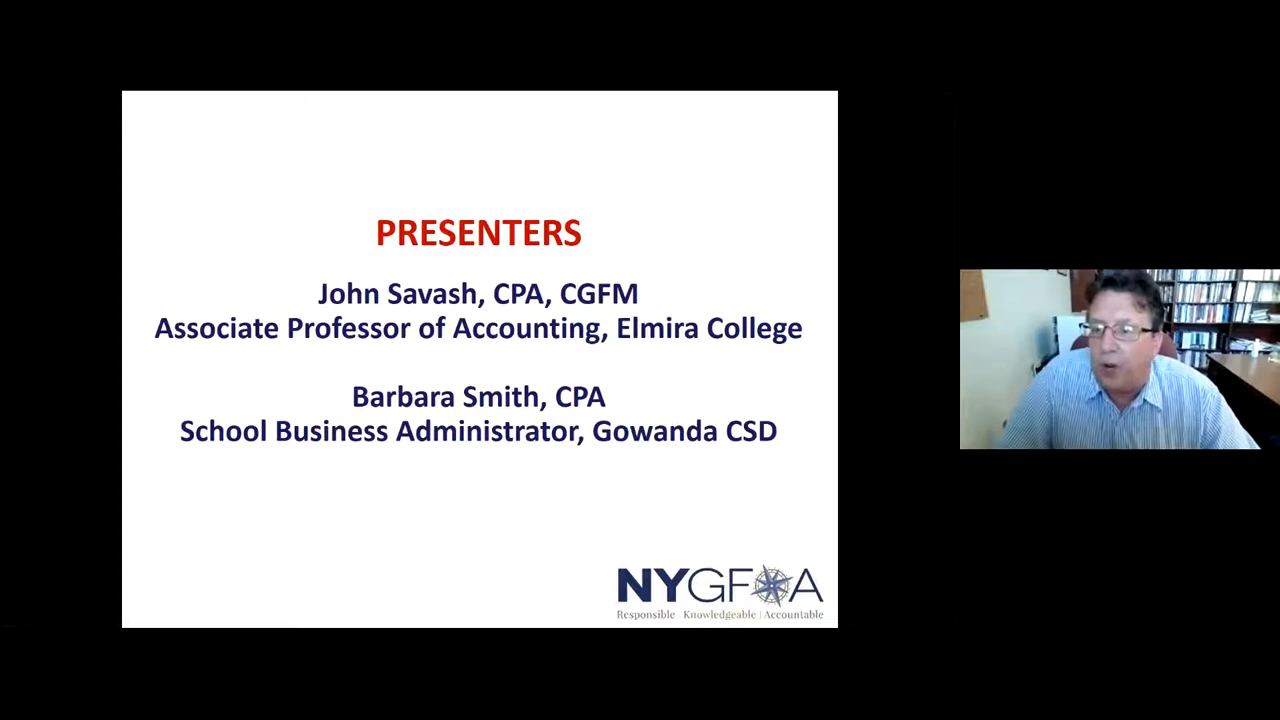 PRESENTERS
John Savash, CPA, CGFM
Associate Professor of Accounting, Elmira College
Barbara Smith, CPA
School Business Administrator, Gowanda CSD
NYGFOA
Responsible | Knowledgeable | Accountable